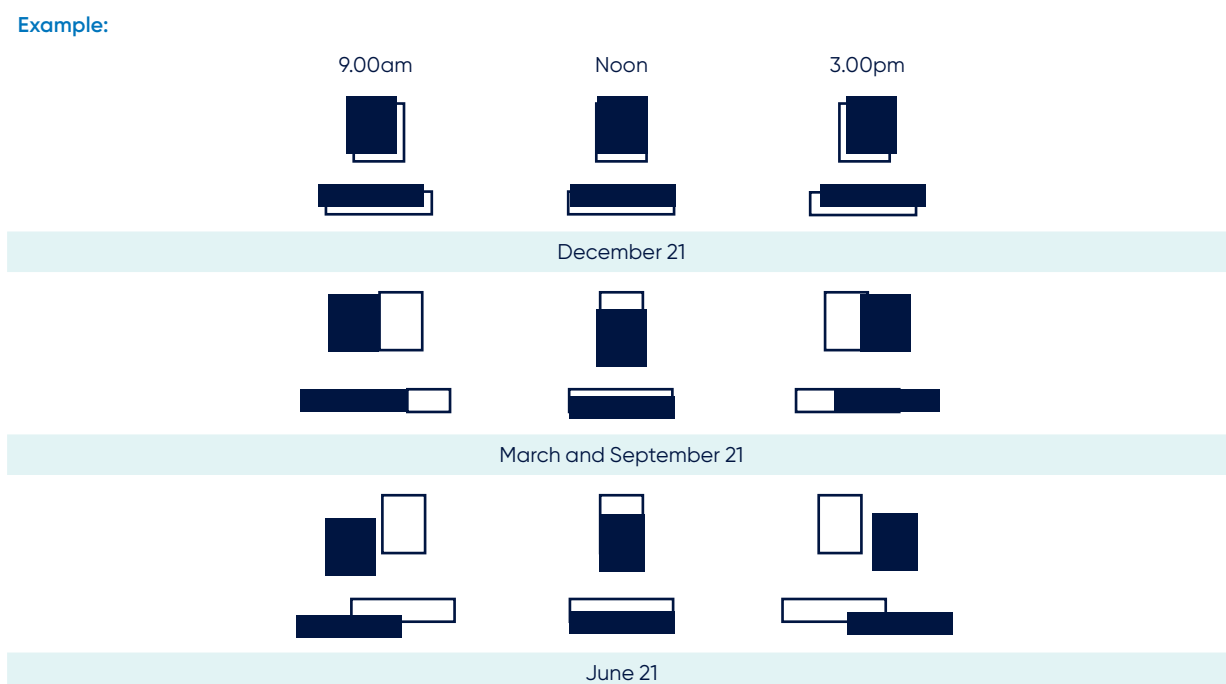 Example:
9.00am Noon 3.00pm
December 21
March and September 21
June 21